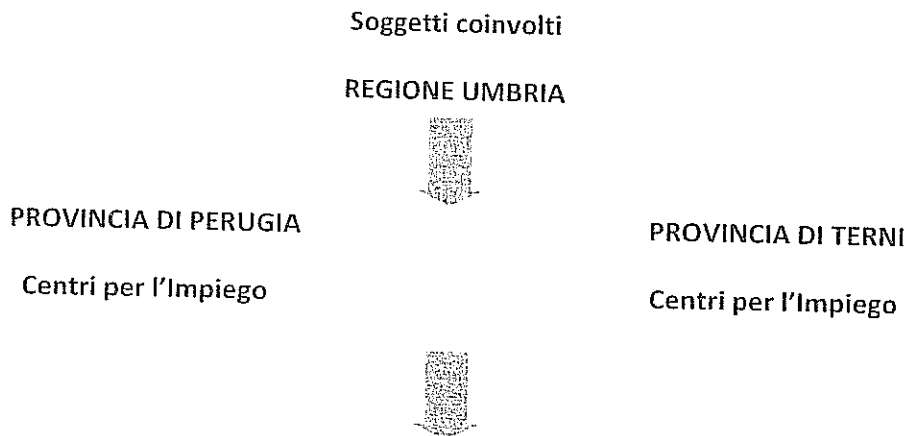 Soggetti coinvolti
REGIONE UMBRIA
PROVINCIA DI PERUGIA
PROVINCIA DI TERNI
Centri per l'Impiego
Centri per l'Impiego